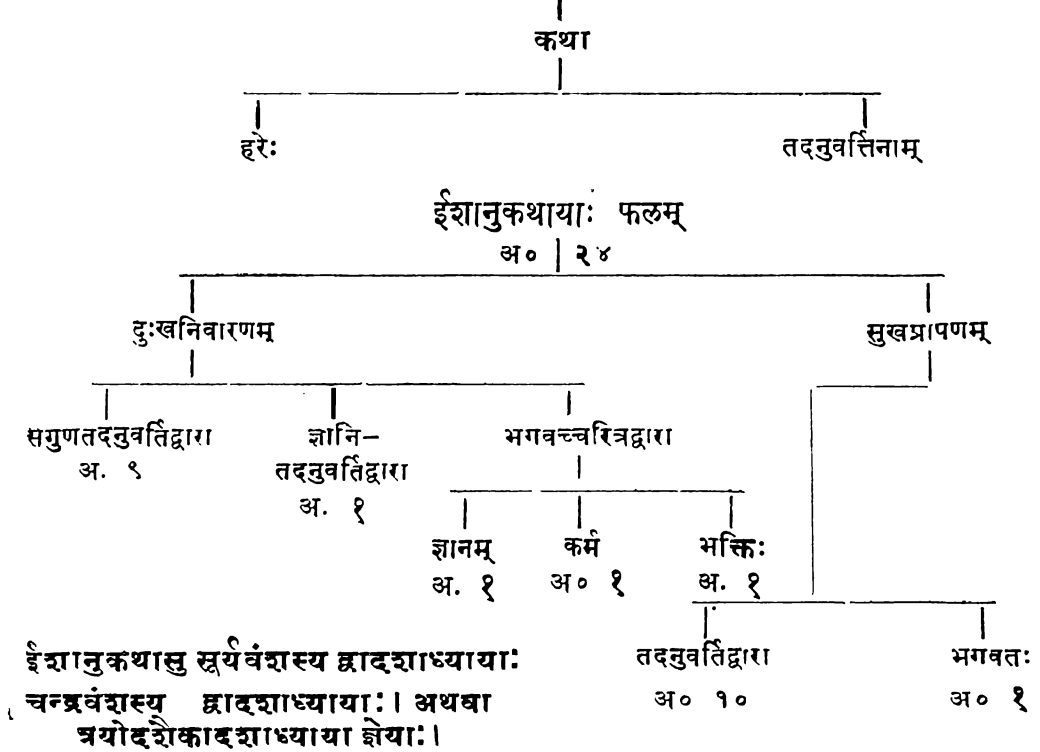 कथा
हरेः
तदनुवर्त्तिनाम्
ईशानुकथायाः फलम्
अ० २४
दुःखनिवारणम्
सुखप्रापणम्
सगुणतदनुवर्तिद्वारा
अ. ९
ज्ञानि-
तदनुवर्तिद्वारा
अ. १
भगवच्चरित्रद्वारा
ज्ञानम्
अ. १
कर्म
अ० १
भक्तिः
अ. १
तदनुवर्तिद्वारा
अ० १०
भगवतः
अ० १
ईशानुकथासु सूर्यवंशस्य द्वादशाध्यायाः
चन्द्रवंशस्य द्वादशाध्यायाः। अथवा
त्रयोदशैकादशाध्याया ज्ञेयाः।